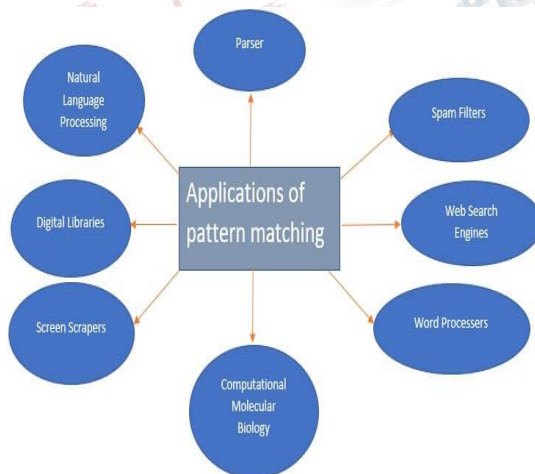 Parser
Natural
Language
Processing
Spam Filters
Applications of
pattern matching
Digital Libraries
Web Search
Engines
Screen Scrapers
Word Processers
Computational
Molecular
Biology